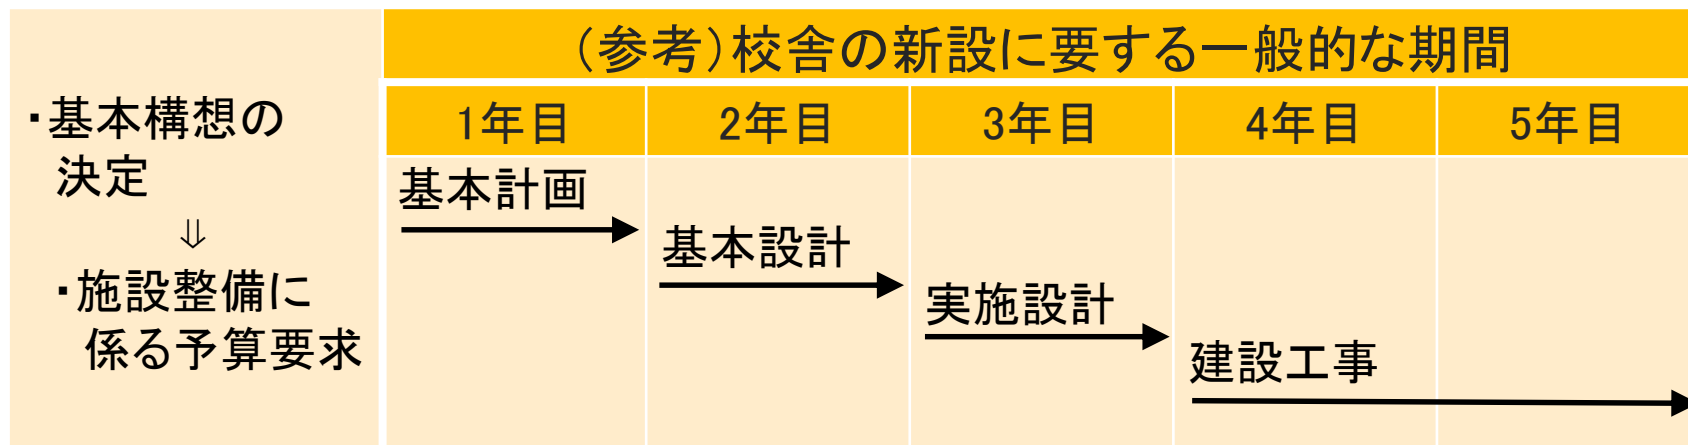 （参考）校舎の新設に要する一般的な期間
・基本構想の
決定
⇓
・施設整備に
係る予算要求
1年目 2年目 3年目 4年目 5年目
基本計画
基本設計
実施設計
建設工事